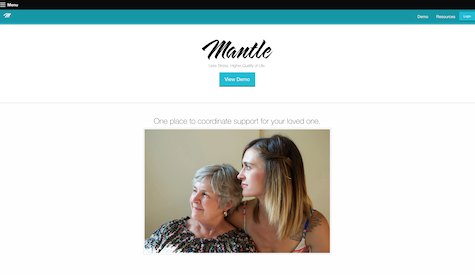 Menu
M
Demo Resources Login
Mantle
Less Stress. Higher Quality of Life.
View Demo
One place to coordinate support for your loved one.